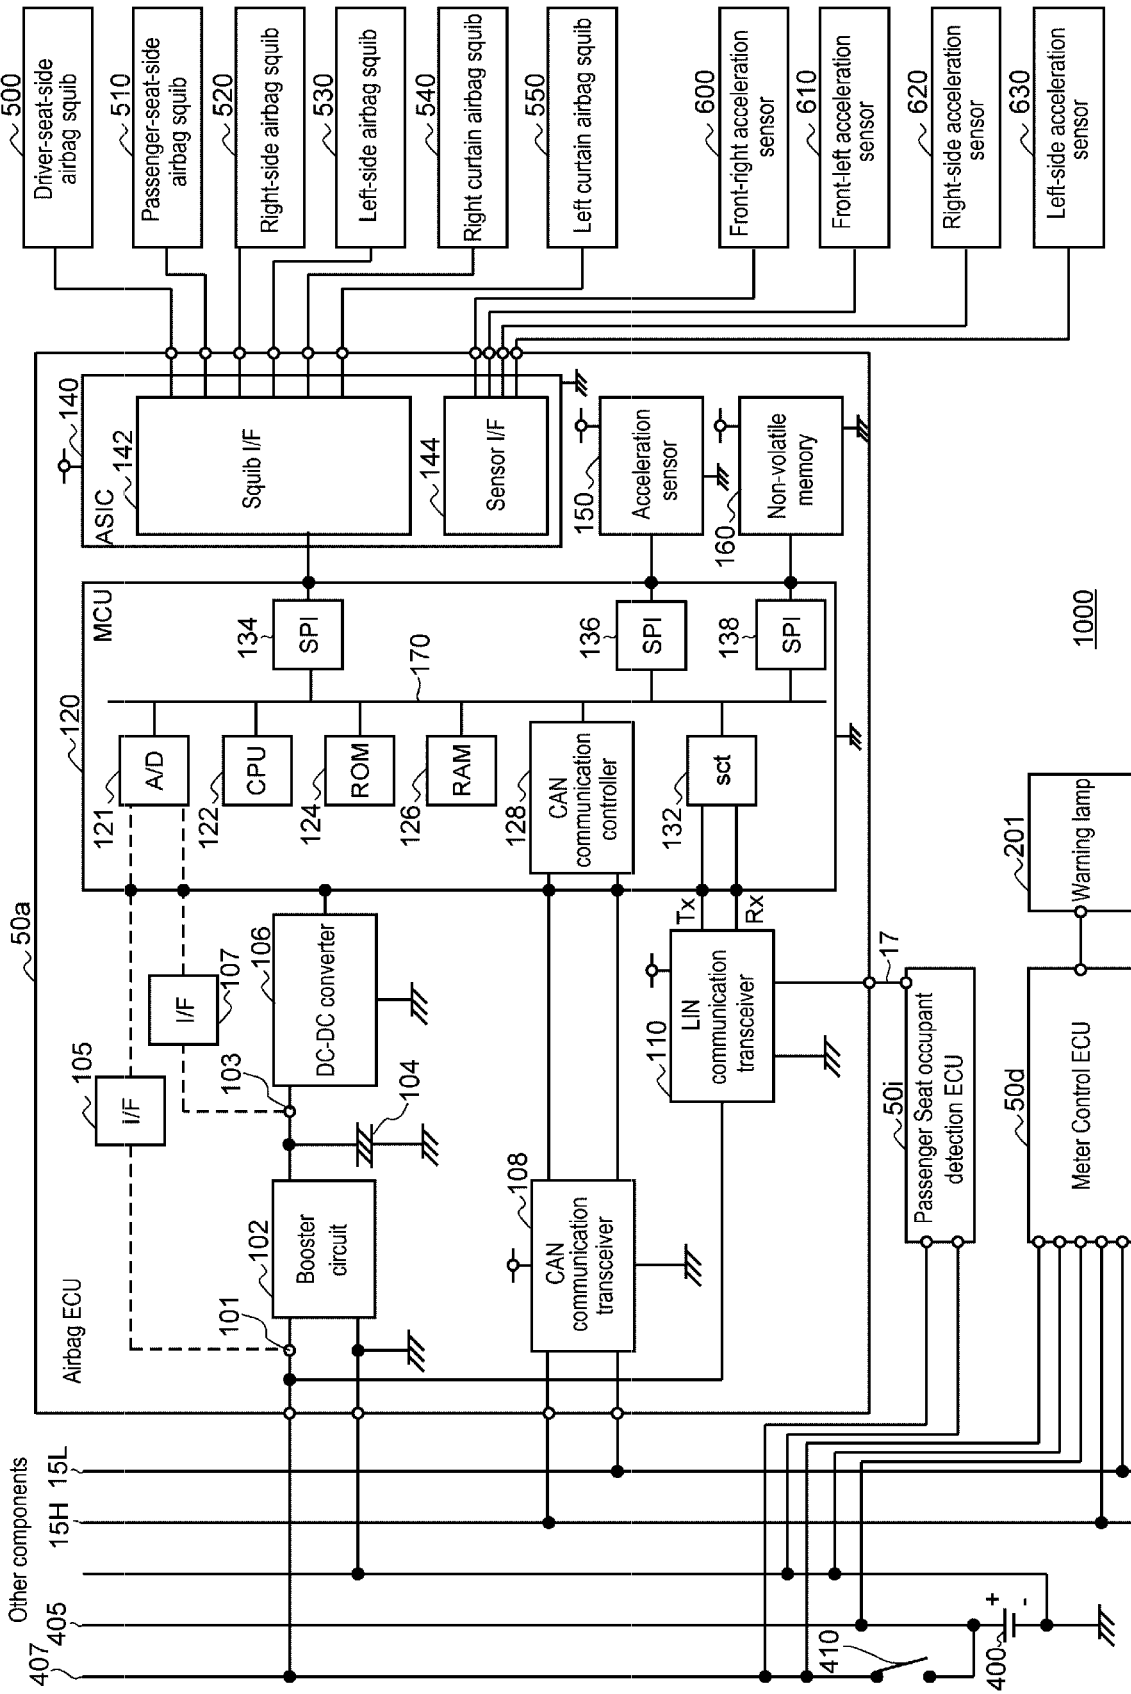 500
Driver-seat-side
airbag squib
510
Passenger-seat-side
airbag squib
520
Right-side airbag squib
530
Left-side airbag squib
540
Right curtain airbag squib
550
Left curtain airbag squib
600
Front-right acceleration
sensor
610
Front-left acceleration
sensor
620
Right-side acceleration
sensor
630
Left-side acceleration
sensor
140
ASIC
142
Squib I/F
144
Sensor I/F
150
Acceleration
sensor
160
Non-volatile
memory
120
MCU
134
SPI
136
SPI
138
SPI
170
121
A/D
122
CPU
124
ROM
126
RAM
128
CAN
communication
controller
132
sct
Tx
Rx
50a
Airbag ECU
105
i/F
107
I/F
106
DC-DC converter
103
104
102
Booster
circuit
101
108
CAN
communication
transceiver
110
LIN
communication
transceiver
17
50i
Passenger Seat occupant
detection ECU
50d
Meter Control ECU
201
Warning lamp
1000
Other components
15L
15H
405
407
410
400
+
-